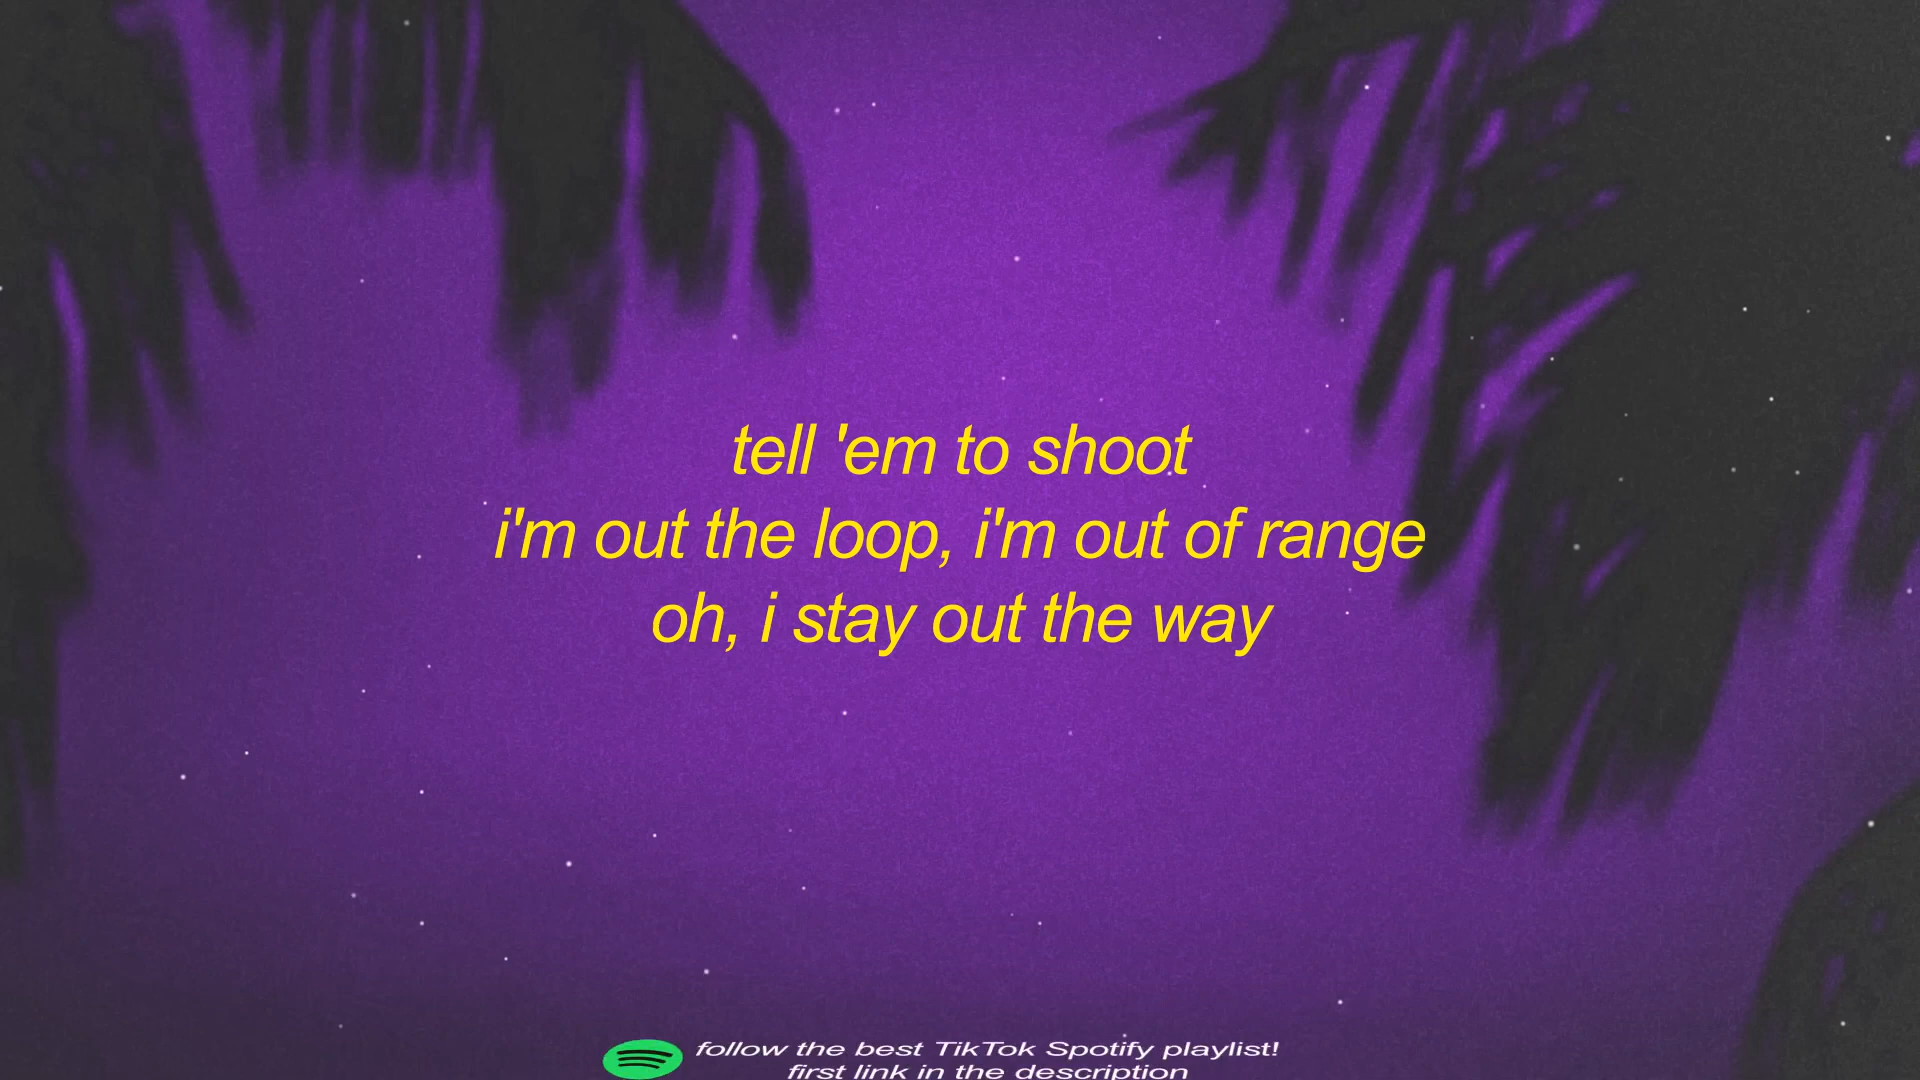 tell 'em to shoot
i'm out the loop, i'm out of range
oh, i stay out the way
follow the best TikTok Spotify playlist!
first link in the description